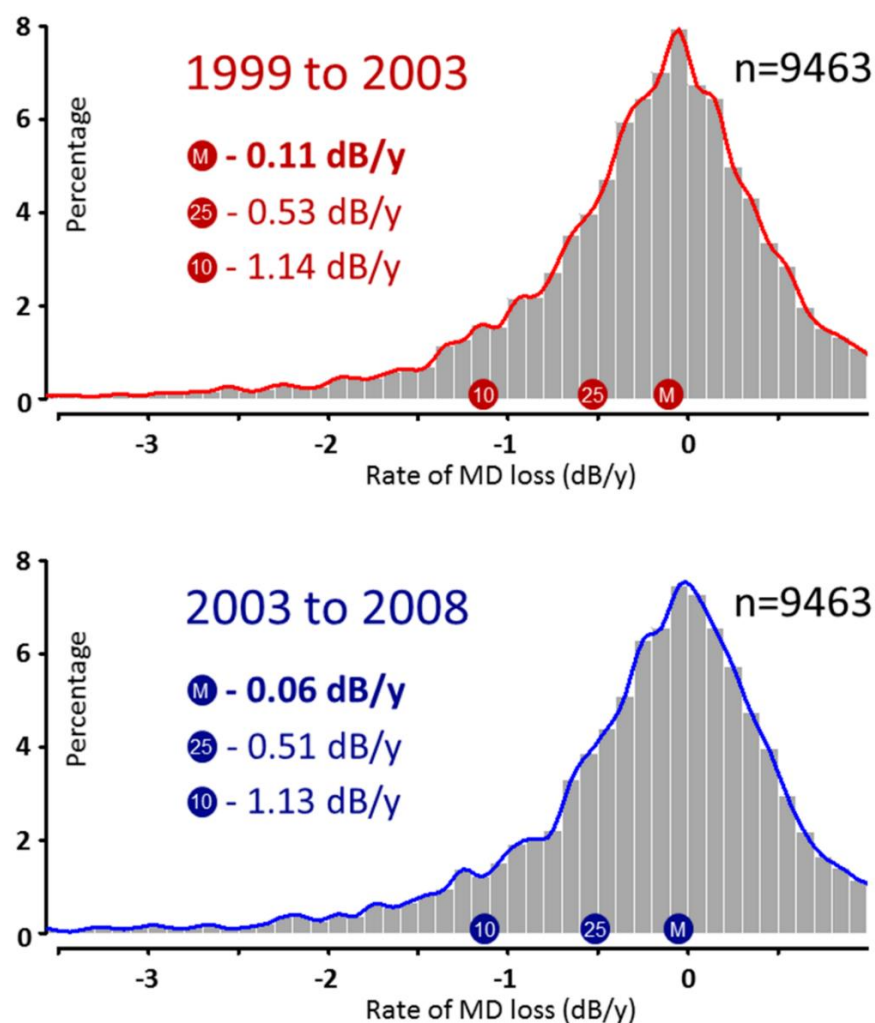 8
6
4
2
0
Percentage
1999 to 2003
n=9463
M - 0.11 dB/y
25 - 0.53 dB/y
10 - 1.14 dB/y
10 25 M
-3 -2 -1 0
Rate of MD loss (dB/y)
8
6
4
2
0
Percentage
2003 to 2008
n=9463
M - 0.06 dB/y
25 - 0.51 dB/y
10 - 1.13 dB/y
10 25 M
-3 -2 -1 0
Rate of MD loss (dB/y)